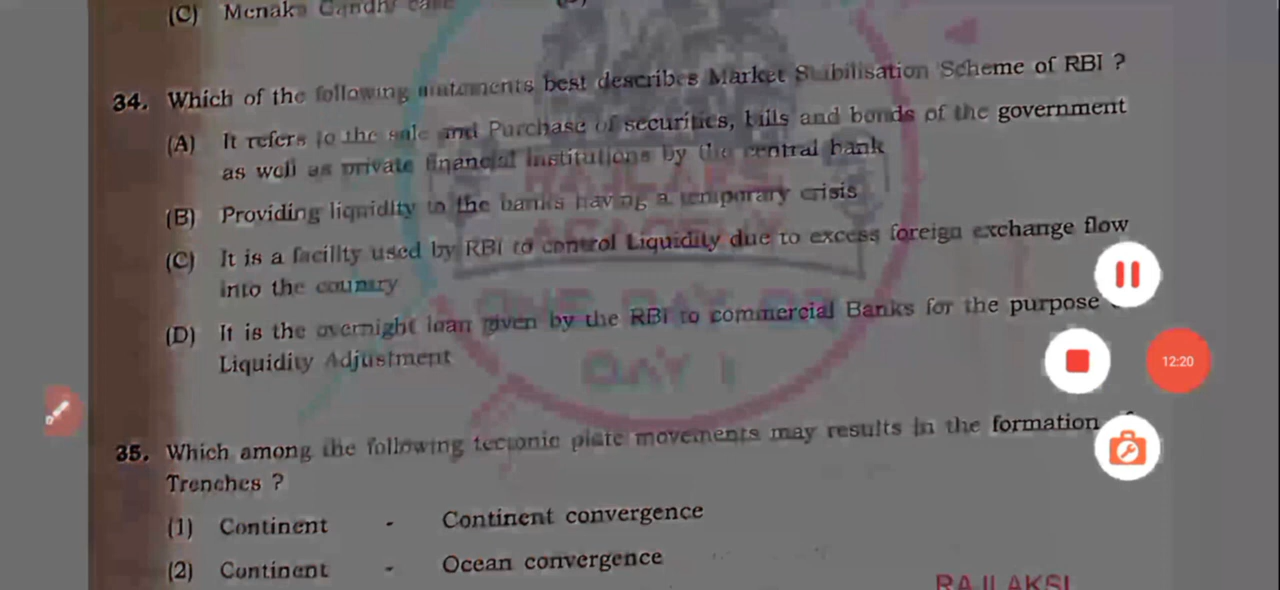 (C) Menaka Gandhi case
34. Which of the following statements best describes Market Stabilisation Scheme of RBI ?
(A) It refers to the sale and Purchase of securities, bills and bonds of the government
as well as private financial institutions by the central bank
(B) Providing liquidity to the banks having a temporary crisis
(C) It is a facility used by RBI to control Liquidity due to excess foreign exchange flow
into the country
(D) It is the overnight loan given by the RBI to commercial Banks for the purpose
Liquidity Adjustment
12:20
35. Which among the following tectonic plate movements may results in the formation
Trenches ?
(1) Continent - Continent convergence
(2) Continent - Ocean convergence
ONE DAY
DAY 1
RAJLAKSI